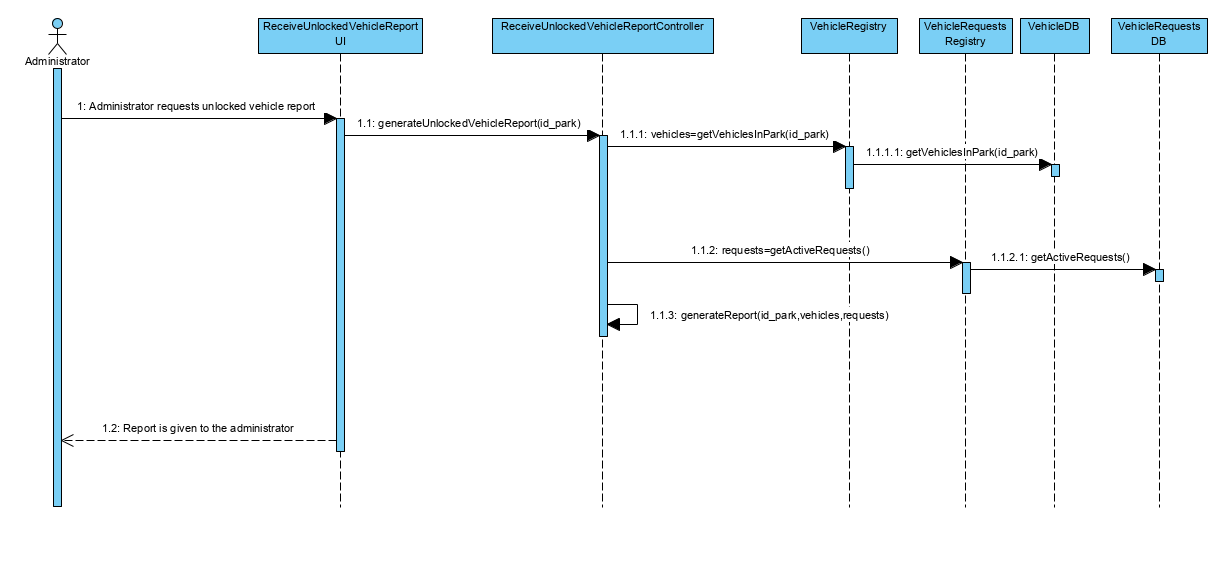 Administrator
ReceiveUnlockedVehicleReport
UI
ReceiveUnlockedVehicleReportController
VehicleRegistry
VehicleRequests
Registry
VehicleDB
VehicleRequests
DB
1: Administrator requests unlocked vehicle report
1.1: generateUnlockedVehicleReport(id_park)
1.1.1: vehicles=getVehiclesInPark(id_park)
1.1.1.1: getVehiclesInPark(id_park)
1.1.2: requests=getActiveRequests()
1.1.2.1: getActiveRequests()
1.1.3: generateReport(id_park,vehicles,requests)
1.2: Report is given to the administrator